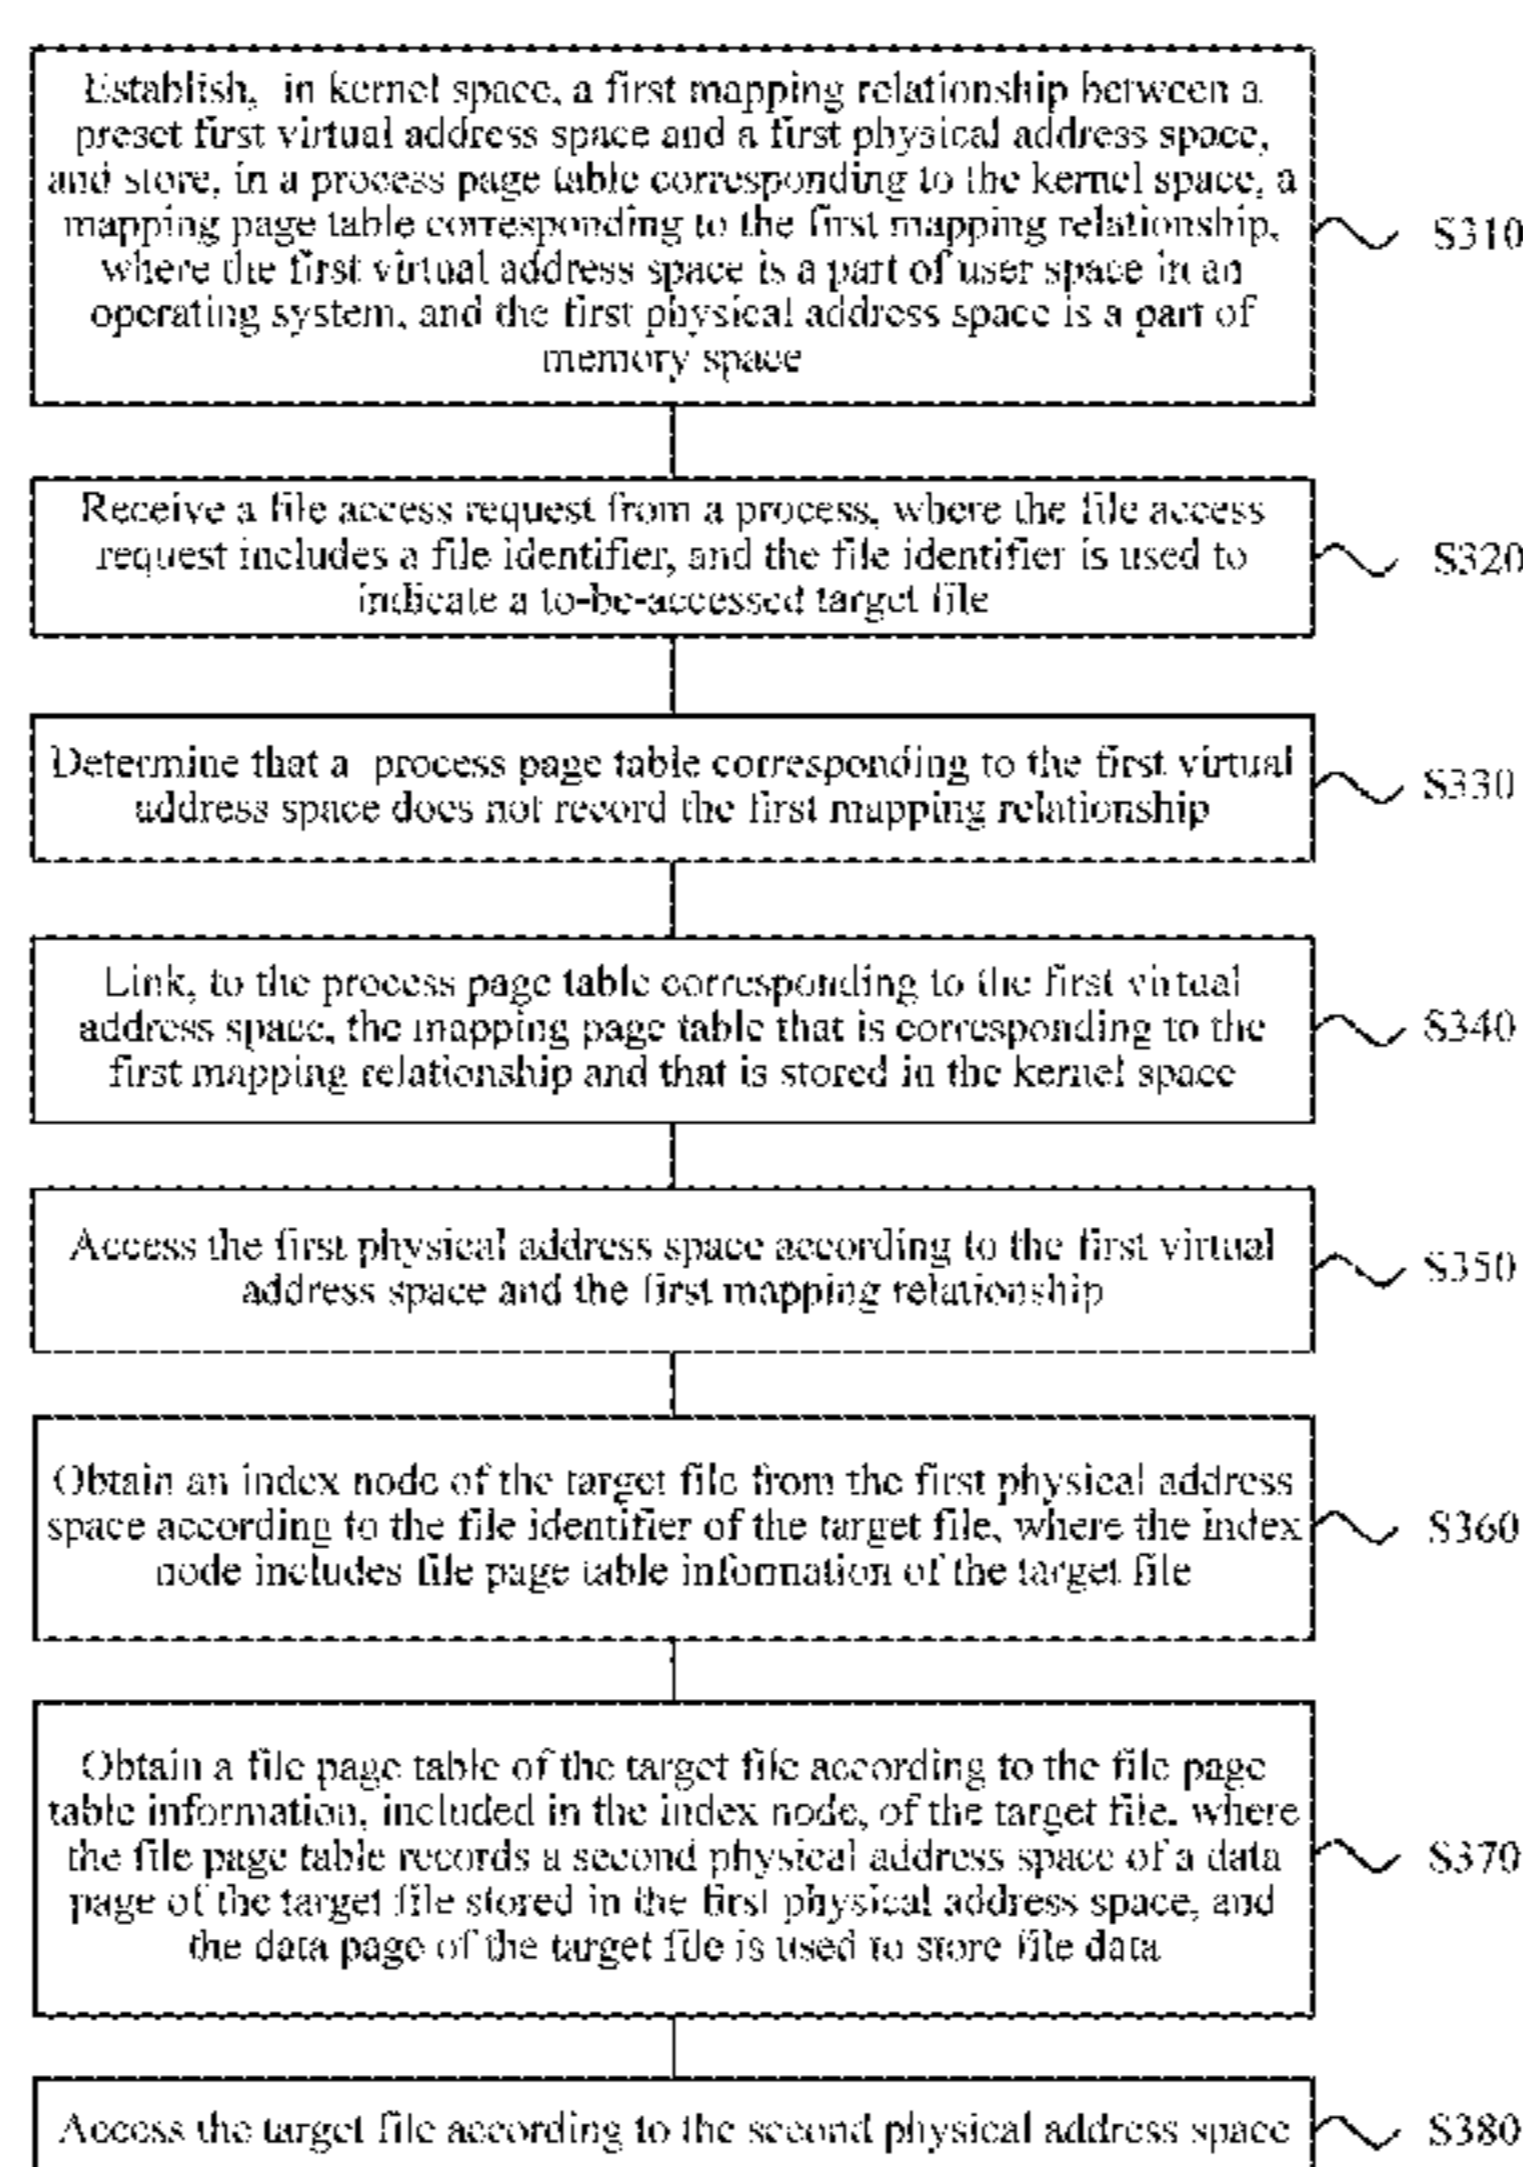 Establish, in kernel space, a first mapping relationship between a
preset first virtual address space and a first physical address space,
and store, in a process page table corresponding to the kernel space, a
mapping page table corresponding to the first mapping relationship,
where the first virtual address space is a part of user space in an
operating system, and the first physical address space is a part of
memory space
S310
Receive a file access request from a process, where the file access
request includes a file identifier, and the file identifier is used to
indicate a to-be-accessed target file
S320
Determine that a process page table corresponding to the first virtual
address space does not record the first mapping relationship
S330
Link, to the process page table corresponding to the first virtual
address space, the mapping page table that is corresponding to the
first mapping relationship and that is stored in the kernel space
S340
Access the first physical address space according to the first virtual
address space and the first mapping relationship
S350
Obtain an index node of the target file from the first physical address
space according to the file identifier of the target file, where the index
node includes file page table information of the target file
S360
Obtain a file page table of the target file according to the file page
table information, included in the index node, of the target file, where
the file page table records a second physical address space of a data
page of the target file stored in the first physical address space, and
the data page of the target file is used to store file data
S370
Access the target file according to the second physical address space
S380